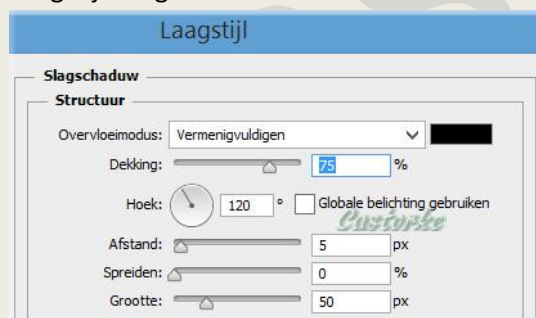 Laagstijl
Slagschaduw
Structuur
Overvloeimodus: Vermenigvuldigen
Dekking: 75 %
Hoek: 120 ° Globale belichting gebruiken
Custorke
Afstand: 5 px
Spreiden: 0 %
Grootte: 50 px